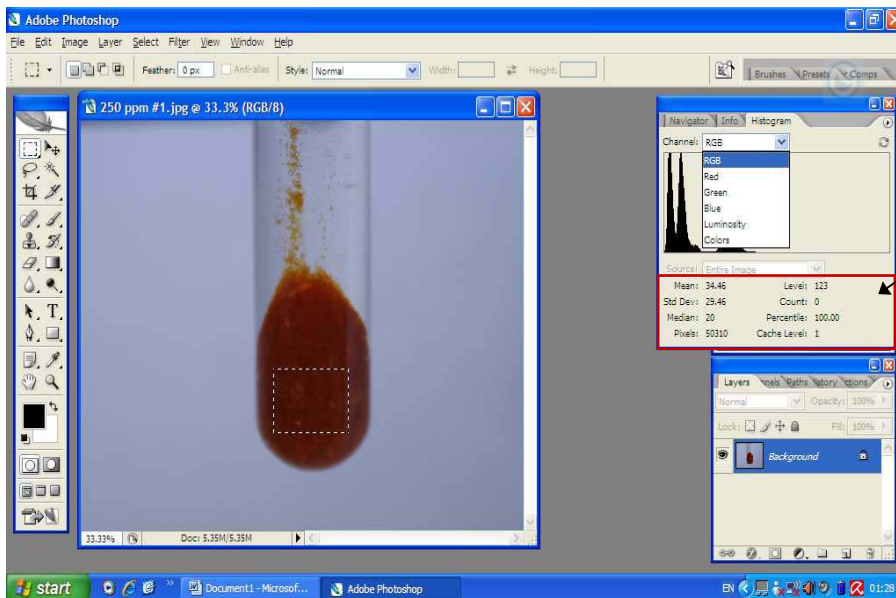 Adobe Photoshop
File Edit Image Layer Select Filter View Window Help
Feather: 0 px Anti-alias Style: Normal Width: Height:
Brushes Presets Comps
250 ppm #1.jpg @ 33.3% (RGB/8)
Navigator Info Histogram
Channel: RGB
RGB
Red
Green
Blue
Luminosity
Colors
Source: Entire Image
Mean: 34.46 Level: 123
Std Dev: 29.46 Count: 0
Median: 20 Percentile: 100.00
Pixels: 50310 Cache Level: 1
Layers Paths
Normal Opacity: 100%
Lock: Fill: 100%
Background
33.33% Doc: 5.35M/5.35M
start Document1 - Microsof... Adobe Photoshop EN 01:28